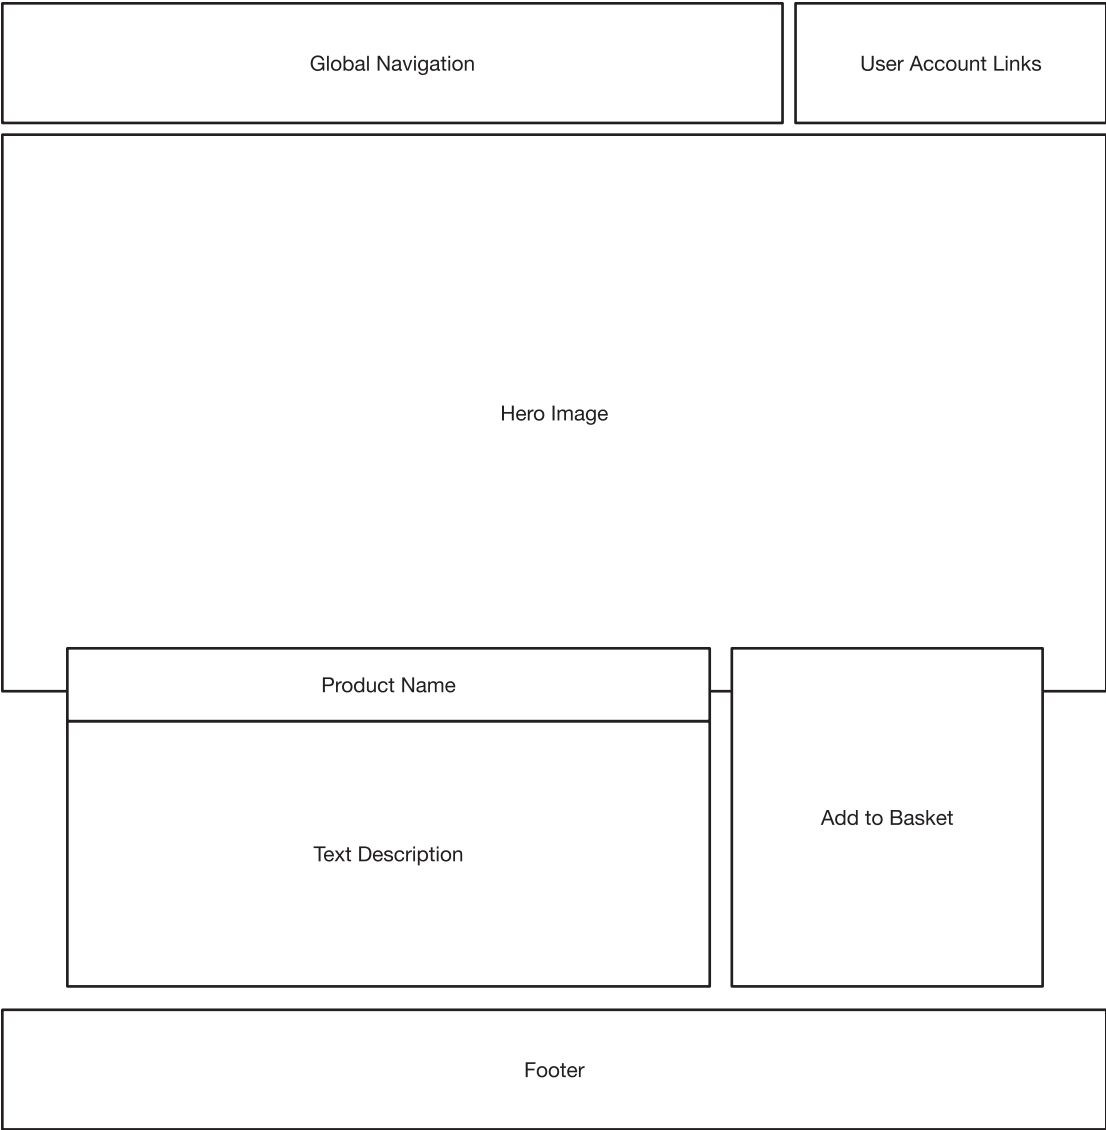 Global Navigation
User Account Links
Hero Image
Product Name
Text Description
Add to Basket
Footer